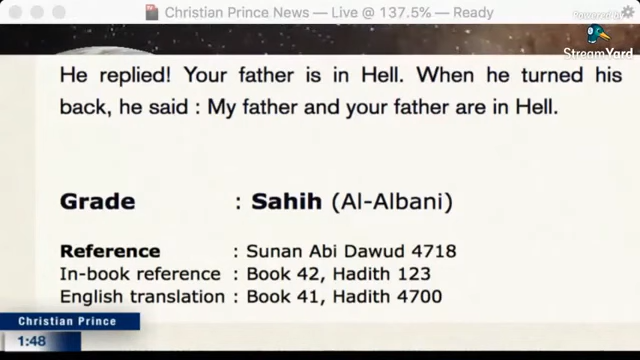 Christian Prince News — Live @ 137.5% — Ready
Powered by
StreamYard
He replied! Your father is in Hell. When he turned his
back, he said : My father and your father are in Hell.
Grade : Sahih (Al-Albani)
Reference : Sunan Abi Dawud 4718
In-book reference : Book 42, Hadith 123
English translation : Book 41, Hadith 4700
Christian Prince
1:48